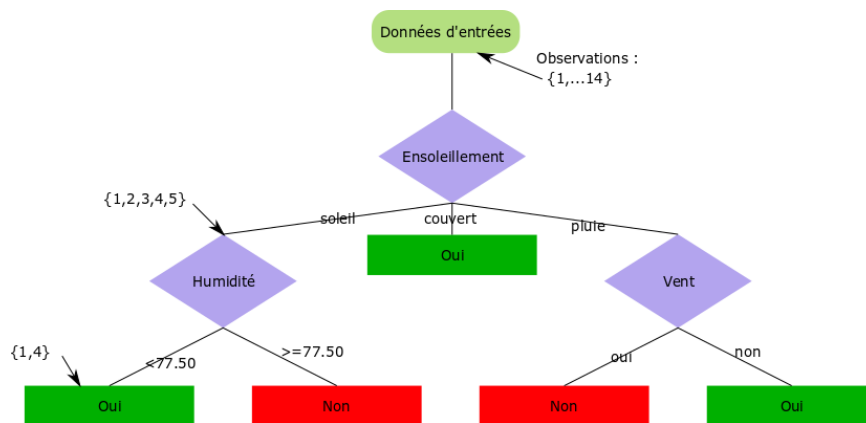 Données d'entrées
Observations :
{1,...14}
Ensoleillement
{1,2,3,4,5}
soleil
couvert
pluie
Humidité
Oui
Vent
{1,4}
<77.50
>=77.50
oui
non
Oui
Non
Non
Oui